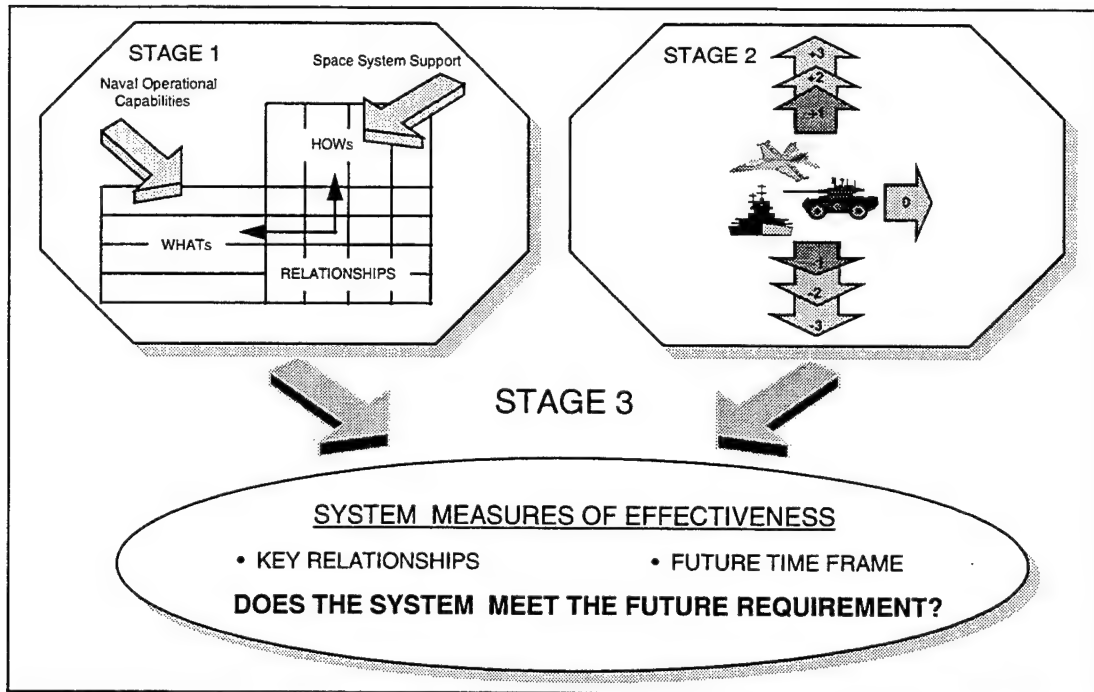 STAGE 1
Naval Operational
Capabilities
Space System Support
HOWs
WHATs
RELATIONSHIPS
STAGE 2
+3
+2
+1
0
-1
-2
-3
STAGE 3
SYSTEM MEASURES OF EFFECTIVENESS
• KEY RELATIONSHIPS
• FUTURE TIME FRAME
DOES THE SYSTEM MEET THE FUTURE REQUIREMENT?